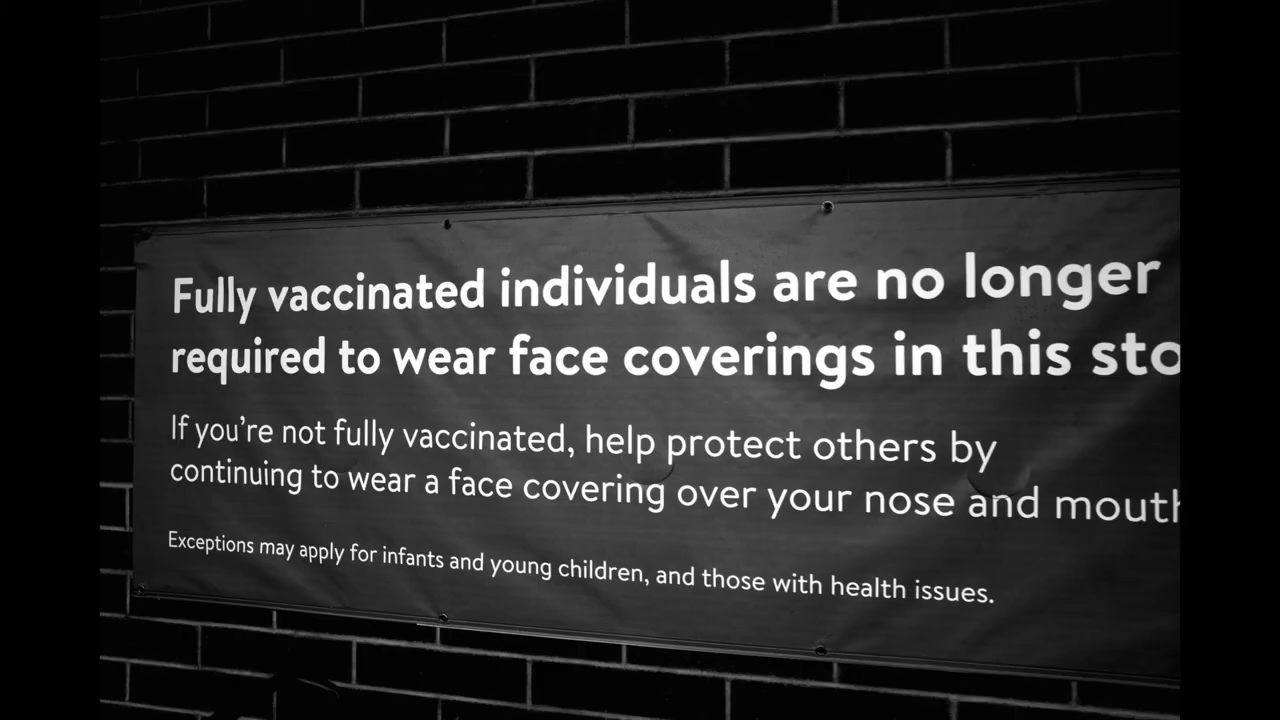 Fully vaccinated individuals are no longer
required to wear face coverings in this sto
If you're not fully vaccinated, help protect others by
continuing to wear a face covering over your nose and mouth
Exceptions may apply for infants and young children, and those with health issues.